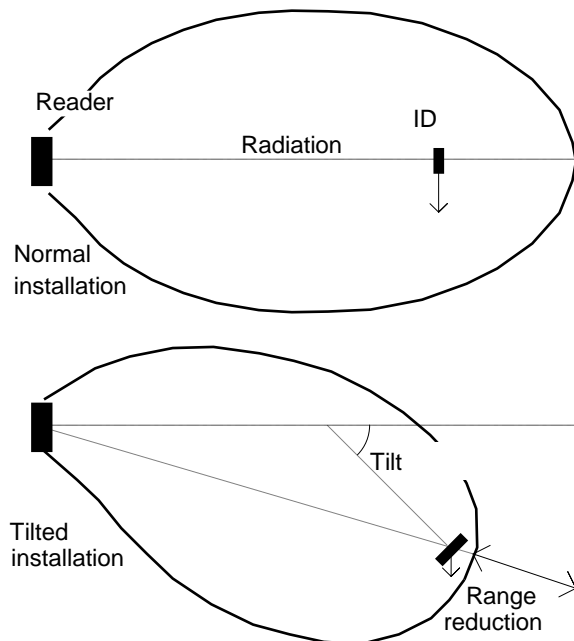 Reader
ID
Radiation
Normal
installation
Tilt
Tilted
installation
Range
reduction